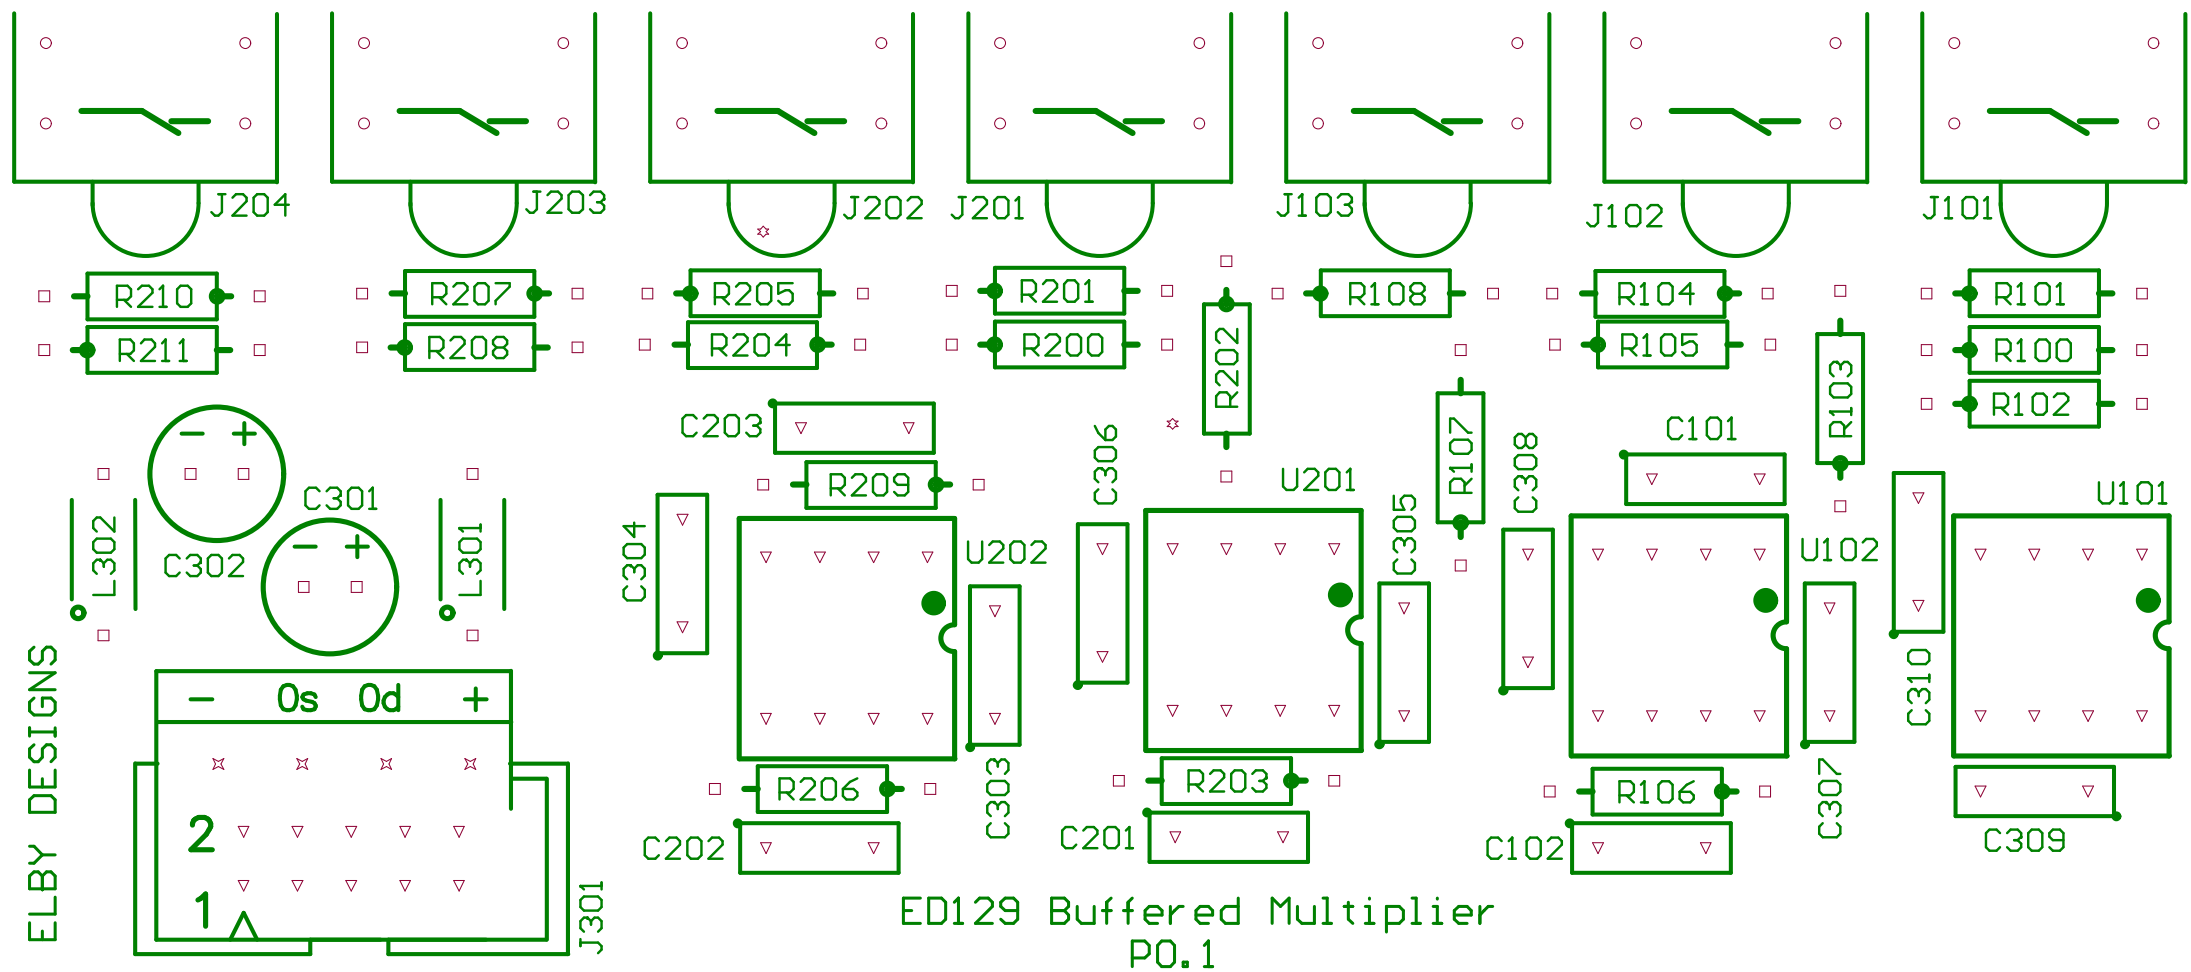 J204 J203 J202 J201 J103 J102 J101
R210 R207 R205 R201 R108 R104 R101
R211 R208 R204 R200 R202 R105 R103 R100
R102
C203 C306 R107 C308 C101
− +
R209 U201 U101
C301
C304 C305
− +
C302 L302 L301 U202 U102
ELBY DESIGNS
− 0s 0d +
C310
R206 R203 R106
C303 C307
2
C202 C201 C102 C309
1
J301
ED129 Buffered Multiplier
P0.1